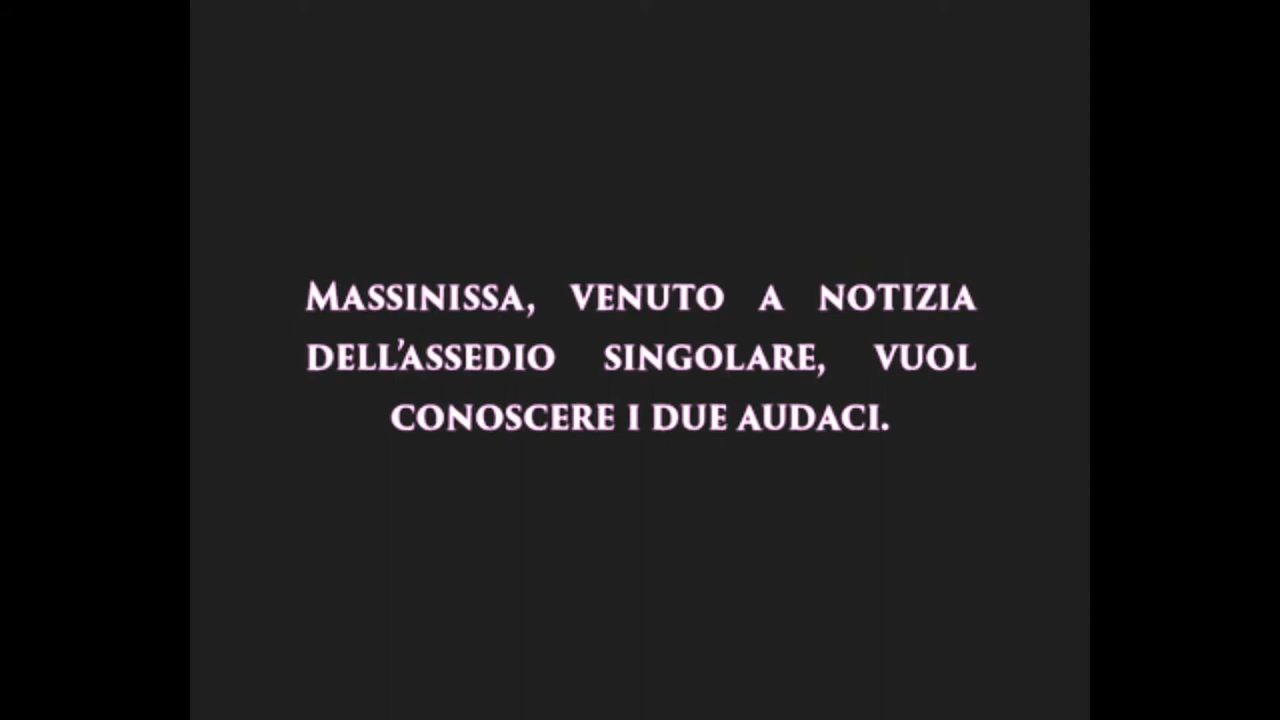 Massinissa, venuto a notizia
dell’assedio singolare, vuol
conoscere i due audaci.